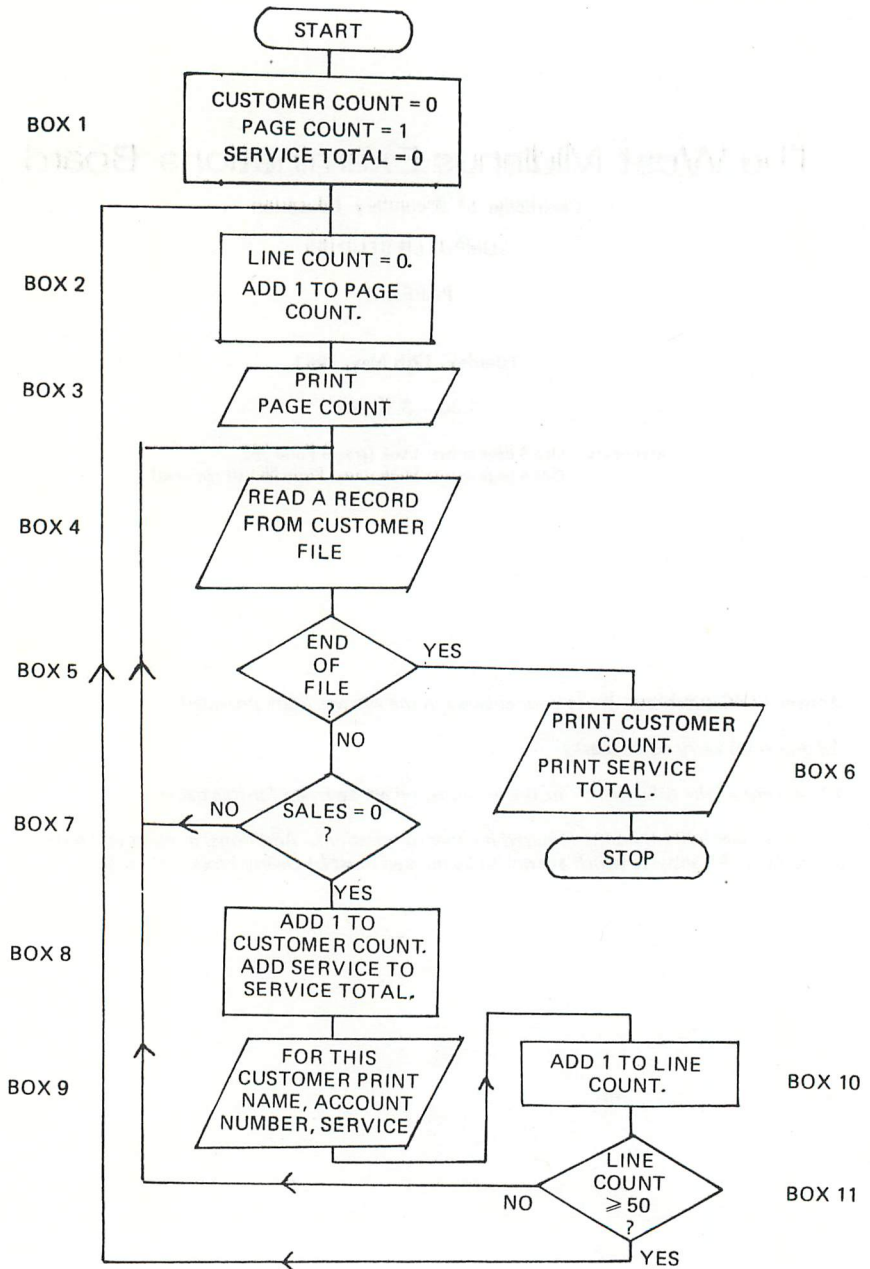 START
BOX 1
CUSTOMER COUNT = 0
PAGE COUNT = 1
SERVICE TOTAL = 0
BOX 2
LINE COUNT = 0.
ADD 1 TO PAGE
COUNT.
BOX 3
PRINT
PAGE COUNT
BOX 4
READ A RECORD
FROM CUSTOMER
FILE
BOX 5
END
OF
FILE
?
YES
NO
PRINT CUSTOMER
COUNT.
PRINT SERVICE
TOTAL.
BOX 6
STOP
BOX 7
NO
SALES = 0
?
YES
BOX 8
ADD 1 TO
CUSTOMER COUNT.
ADD SERVICE TO
SERVICE TOTAL.
BOX 9
FOR THIS
CUSTOMER PRINT
NAME, ACCOUNT
NUMBER, SERVICE
ADD 1 TO LINE
COUNT.
BOX 10
LINE
COUNT
⩾ 50
?
NO
BOX 11
YES